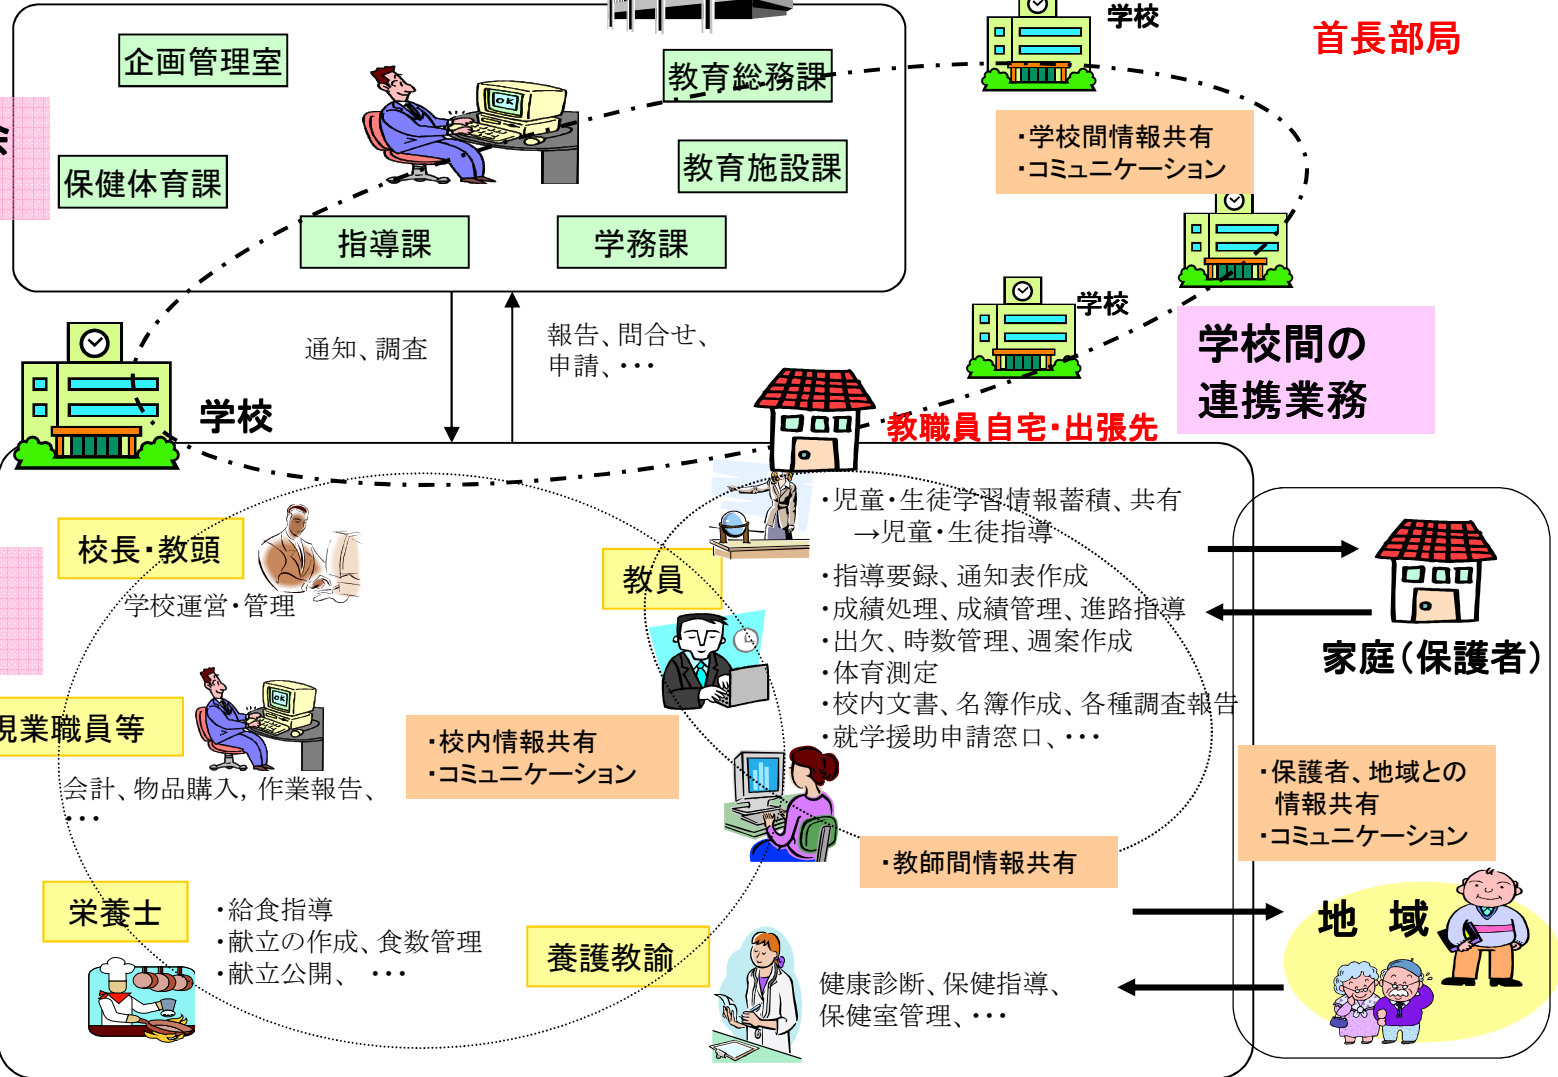 学校
首長部局
企画管理室
教育総務課
・学校間情報共有
・コミュニケーション
会
保健体育課
教育施設課
指導課
学務課
学校
学校間の
連携業務
通知、調査
報告、問合せ、
申請、・・・
学校
教職員自宅・出張先
・児童・生徒学習情報蓄積、共有
→児童・生徒指導
校長・教頭
教員
・指導要録、通知表作成
学校運営・管理
・成績処理、成績管理、進路指導
・出欠、時数管理、週案作成
家庭（保護者）
・体育測定
・校内文書、名簿作成、各種調査報告
現業職員等
・校内情報共有
・コミュニケーション
・就学援助申請窓口、・・・
会計、物品購入, 作業報告、
・・・
・保護者、地域との
情報共有
・コミュニケーション
・教師間情報共有
栄養士
・給食指導
・献立の作成、食数管理
・献立公開、 ・・・
養護教諭
地 域
健康診断、保健指導、
保健室管理、・・・